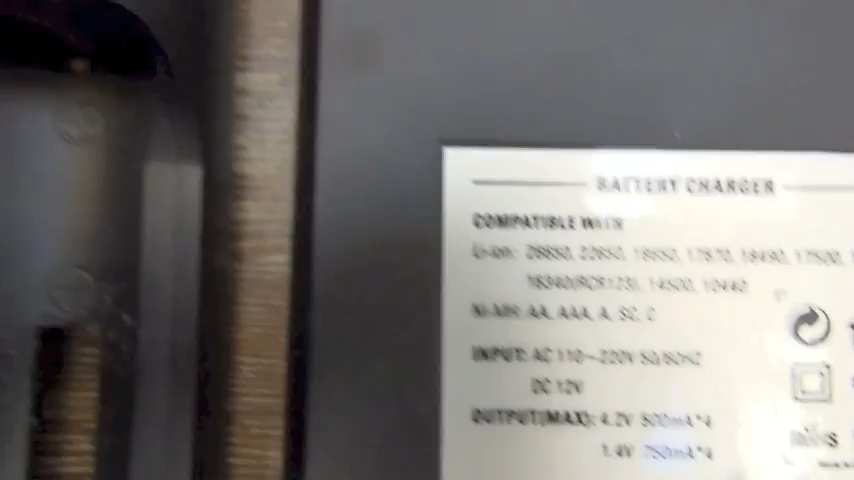 BATTERY CHARGER
COMPATIBLE WITH
Li-ion: 26650, 22650, 18650, 17670, 18490, 17500,
16340(RCR123), 14500, 10440
Ni-MH: AA, AAA, A, SC, C
INPUT: AC 110~220V 50/60Hz
DC 12V
OUTPUT(MAX): 4.2V 500mA*4
1.4V 750mA*4